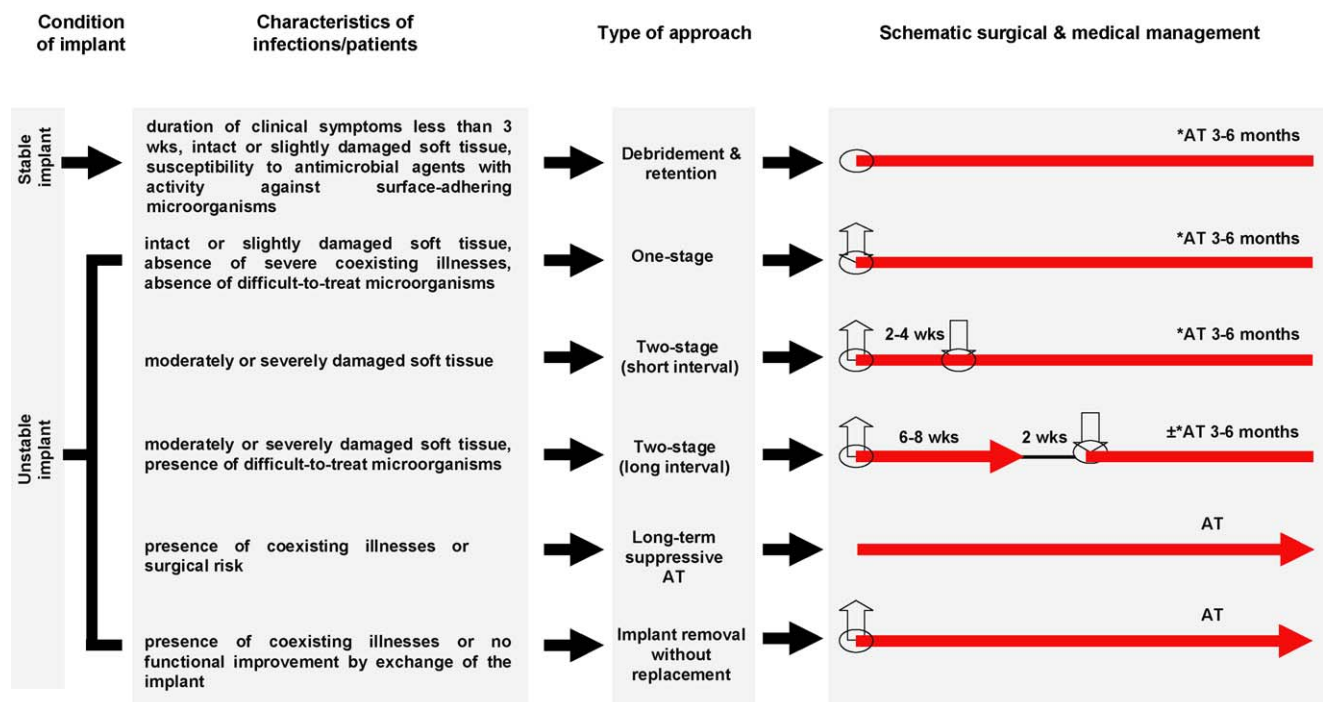 Condition
of implant
Characteristics of
infections/patients
Type of approach
Schematic surgical & medical management
Stable
implant
duration of clinical symptoms less than 3
wks, intact or slightly damaged soft tissue,
susceptibility to antimicrobial agents with
activity against surface-adhering
microorganisms
Debridement &
retention
*AT 3-6 months
Unstable
implant
intact or slightly damaged soft tissue,
absence of severe coexisting illnesses,
absence of difficult-to-treat microorganisms
One-stage
*AT 3-6 months
moderately or severely damaged soft tissue
Two-stage
(short interval)
2-4 wks
*AT 3-6 months
moderately or severely damaged soft tissue,
presence of difficult-to-treat microorganisms
Two-stage
(long interval)
6-8 wks
2 wks
±*AT 3-6 months
presence of coexisting illnesses or
surgical risk
Long-term
suppressive
AT
AT
presence of coexisting illnesses or no
functional improvement by exchange of the
implant
Implant removal
without
replacement
AT